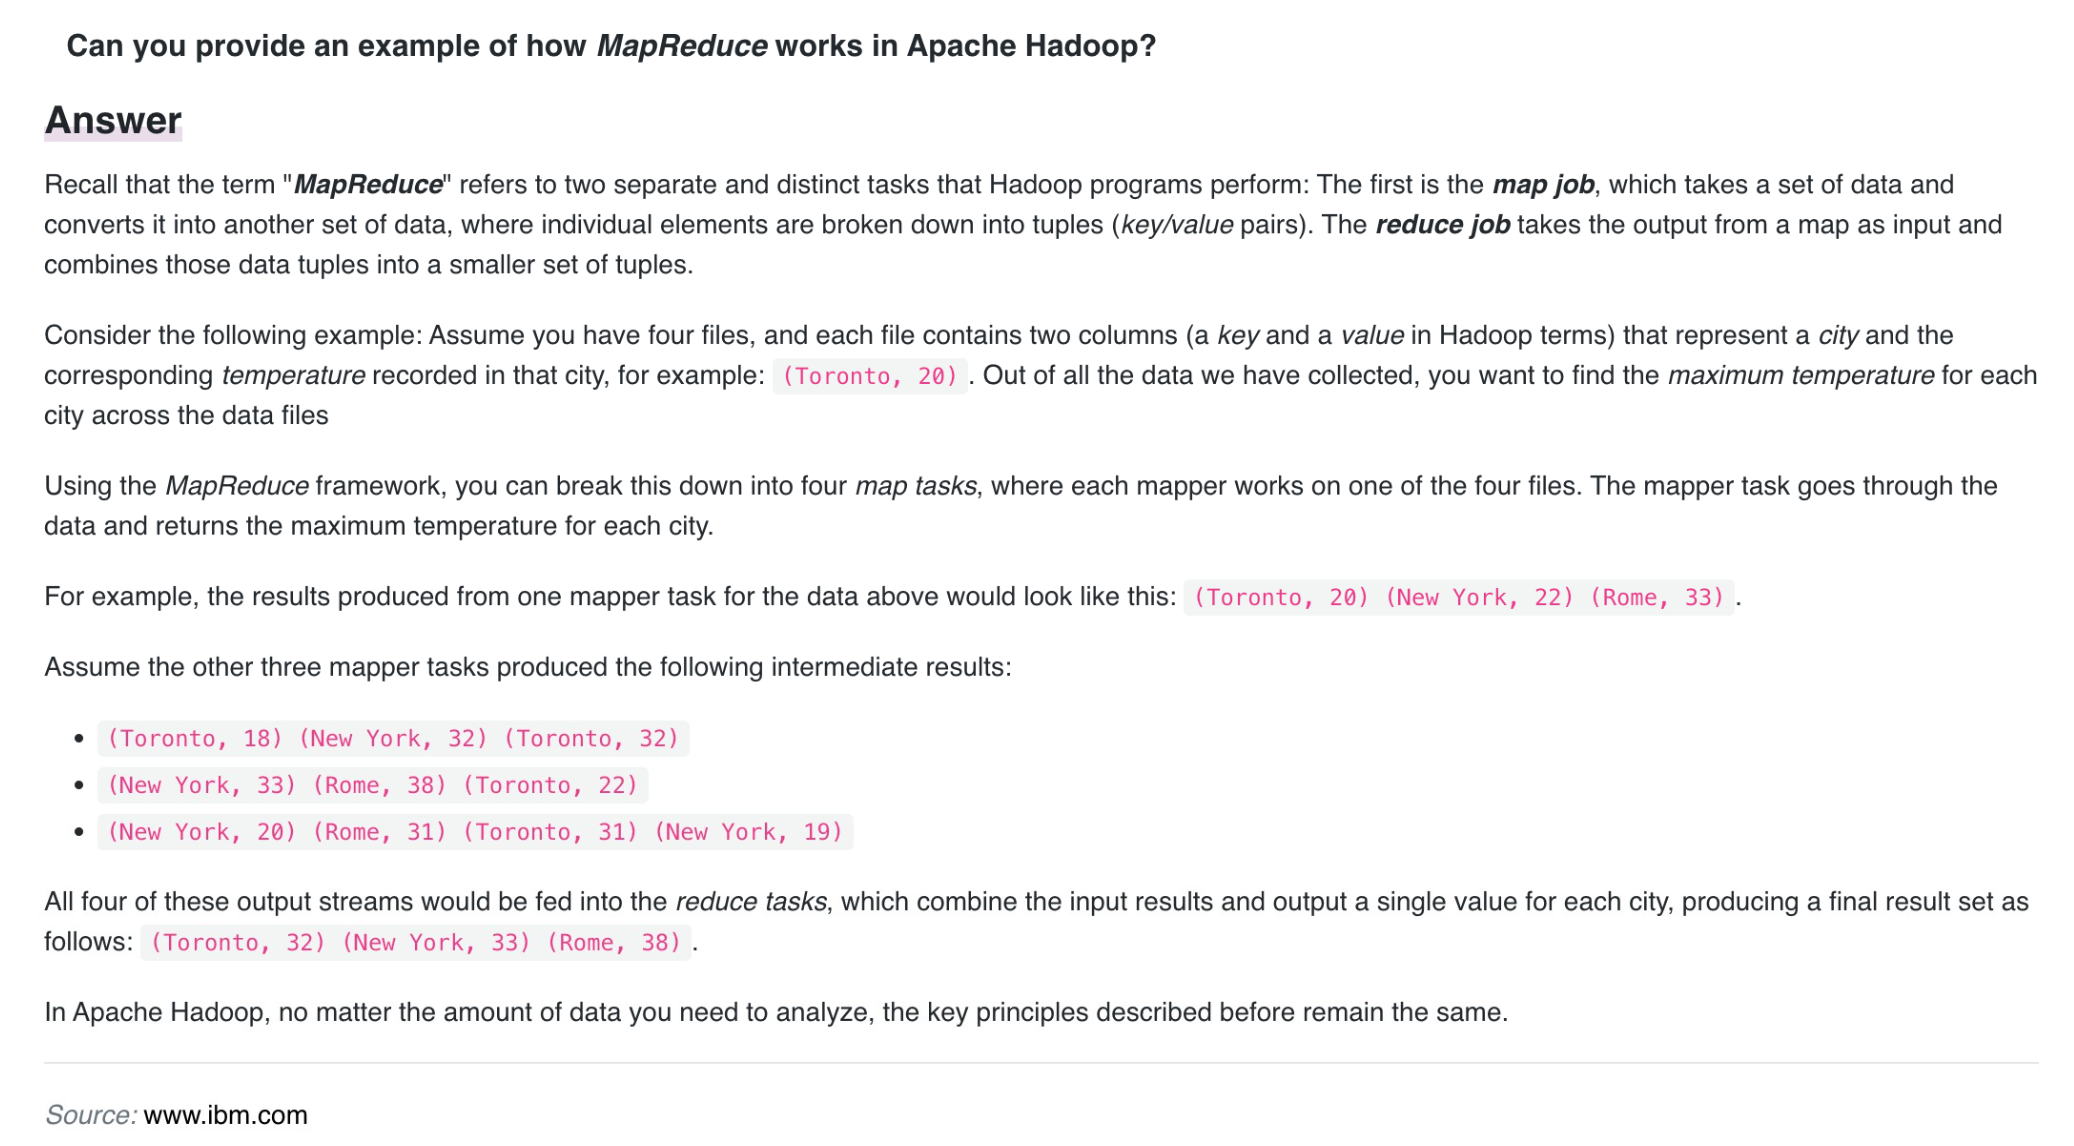 Can you provide an example of how MapReduce works in Apache Hadoop?
Answer
Recall that the term "MapReduce" refers to two separate and distinct tasks that Hadoop programs perform: The first is the map job, which takes a set of data and
converts it into another set of data, where individual elements are broken down into tuples (key/value pairs). The reduce job takes the output from a map as input and
combines those data tuples into a smaller set of tuples.
Consider the following example: Assume you have four files, and each file contains two columns (a key and a value in Hadoop terms) that represent a city and the
corresponding temperature recorded in that city, for example: (Toronto, 20) . Out of all the data we have collected, you want to find the maximum temperature for each
city across the data files
Using the MapReduce framework, you can break this down into four map tasks, where each mapper works on one of the four files. The mapper task goes through the
data and returns the maximum temperature for each city.
For example, the results produced from one mapper task for the data above would look like this: (Toronto, 20) (New York, 22) (Rome, 33) .
Assume the other three mapper tasks produced the following intermediate results:
• (Toronto, 18) (New York, 32) (Toronto, 32)
• (New York, 33) (Rome, 38) (Toronto, 22)
• (New York, 20) (Rome, 31) (Toronto, 31) (New York, 19)
All four of these output streams would be fed into the reduce tasks, which combine the input results and output a single value for each city, producing a final result set as
follows: (Toronto, 32) (New York, 33) (Rome, 38) .
In Apache Hadoop, no matter the amount of data you need to analyze, the key principles described before remain the same.
Source: www.ibm.com